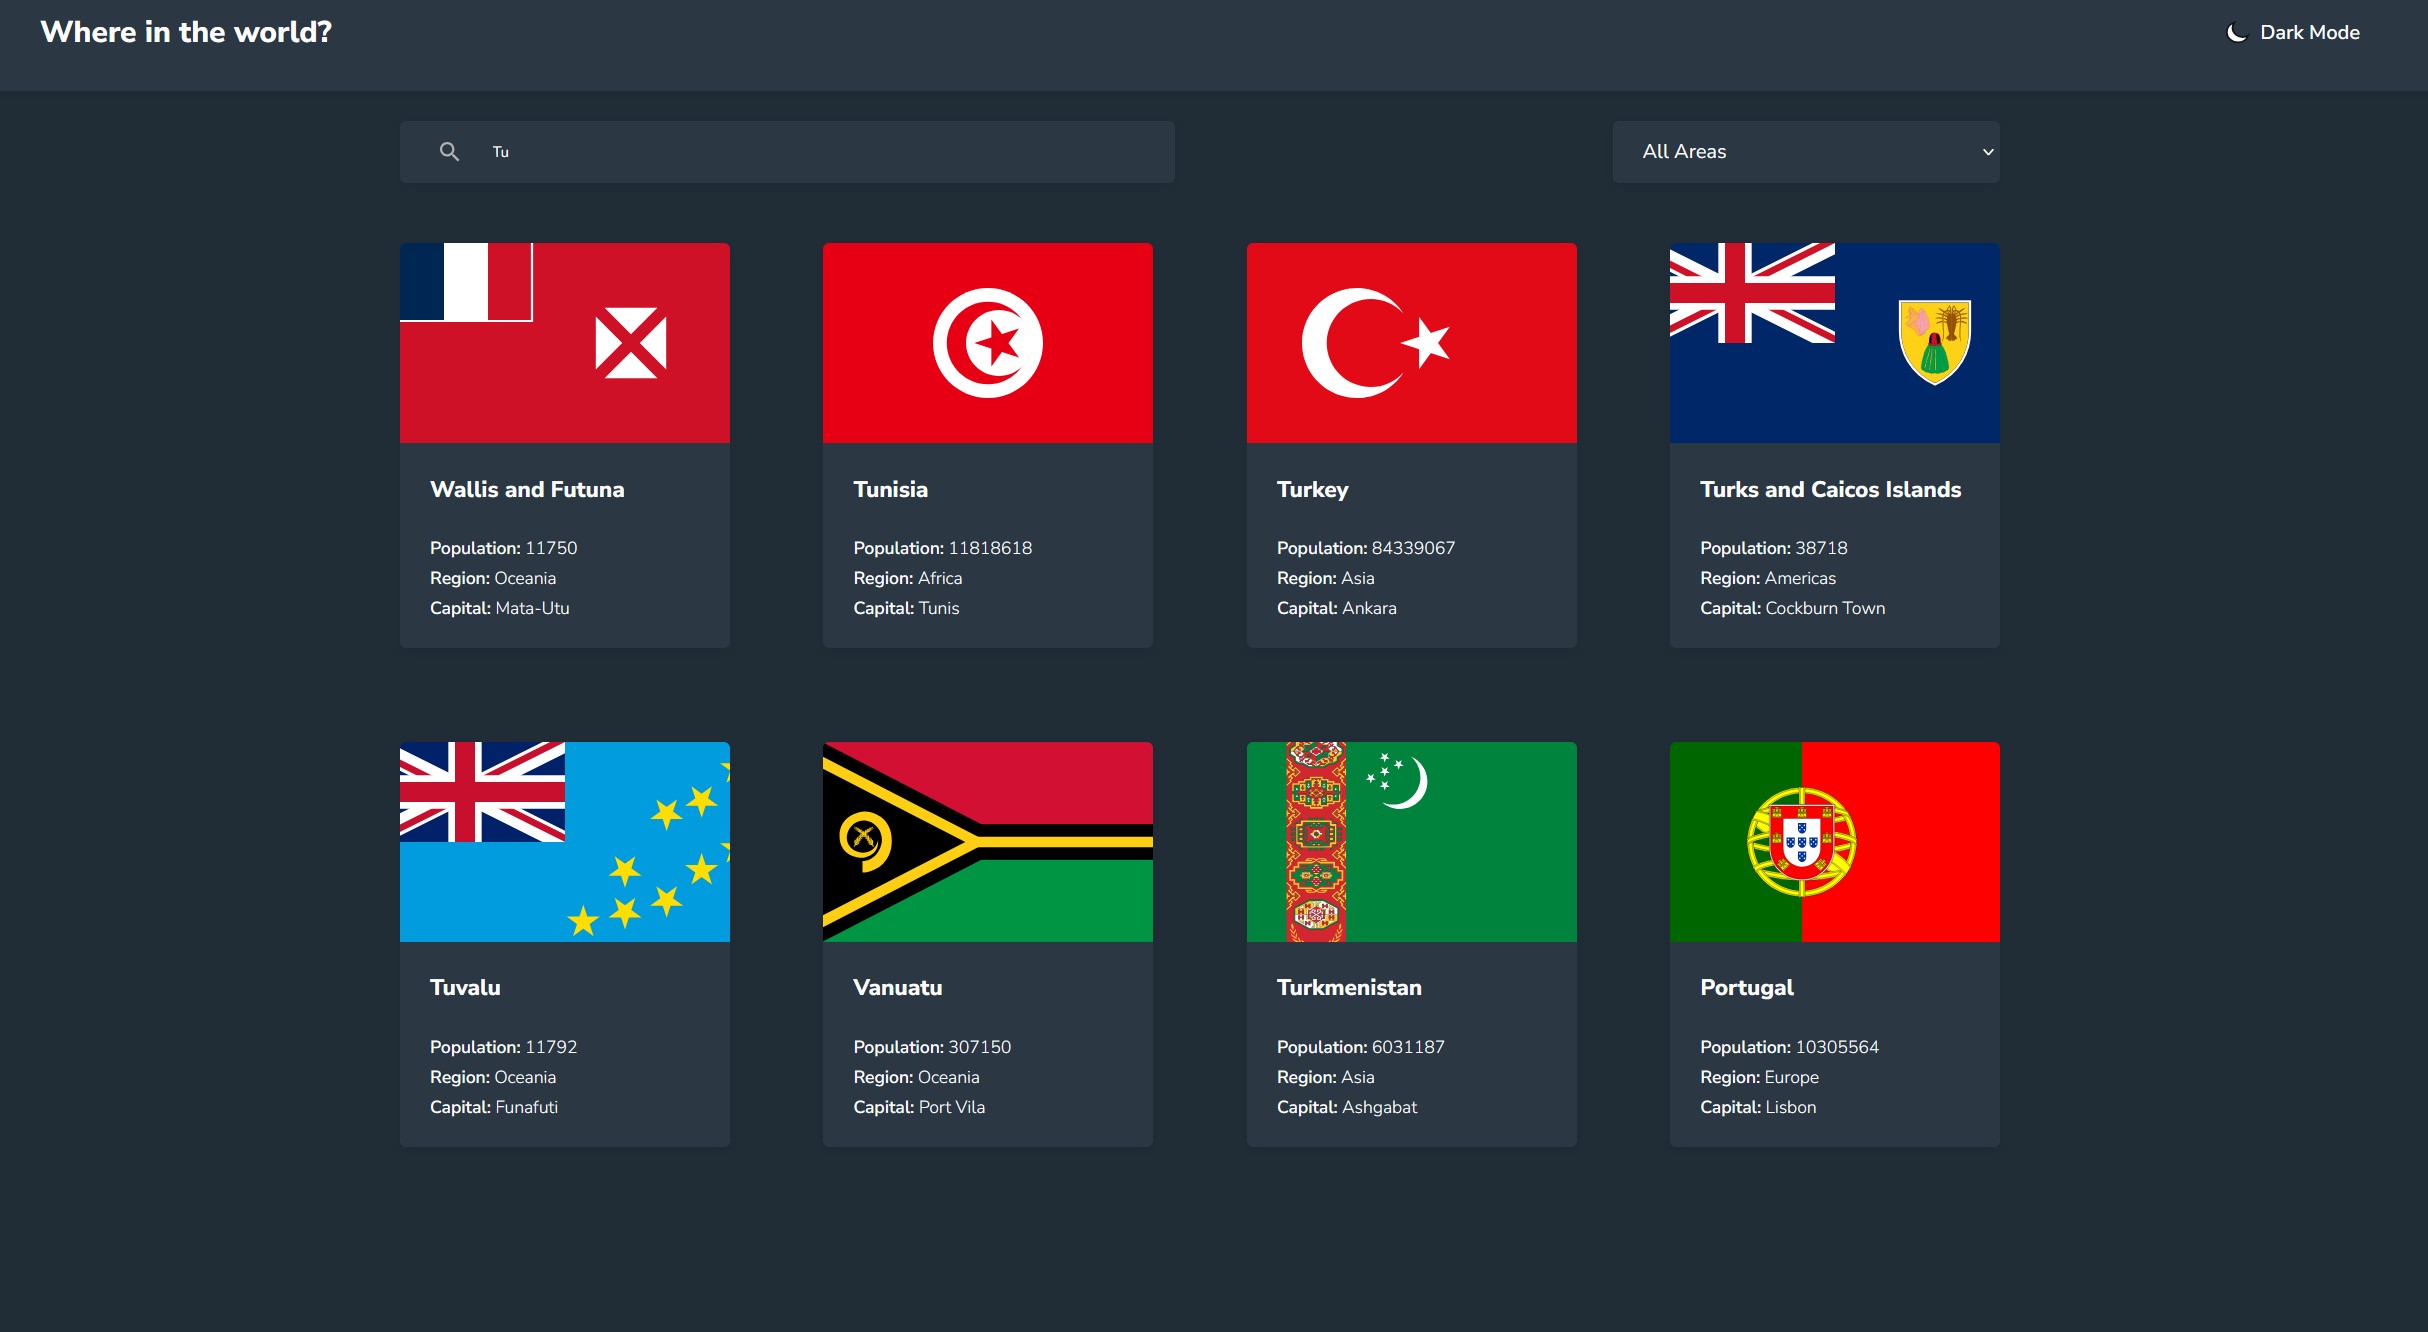 Where in the world?
Dark Mode
Tu
All Areas
Wallis and Futuna
Population: 11750
Region: Oceania
Capital: Mata-Utu
Tunisia
Population: 11818618
Region: Africa
Capital: Tunis
Turkey
Population: 84339067
Region: Asia
Capital: Ankara
Turks and Caicos Islands
Population: 38718
Region: Americas
Capital: Cockburn Town
Tuvalu
Population: 11792
Region: Oceania
Capital: Funafuti
Vanuatu
Population: 307150
Region: Oceania
Capital: Port Vila
Turkmenistan
Population: 6031187
Region: Asia
Capital: Ashgabat
Portugal
Population: 10305564
Region: Europe
Capital: Lisbon